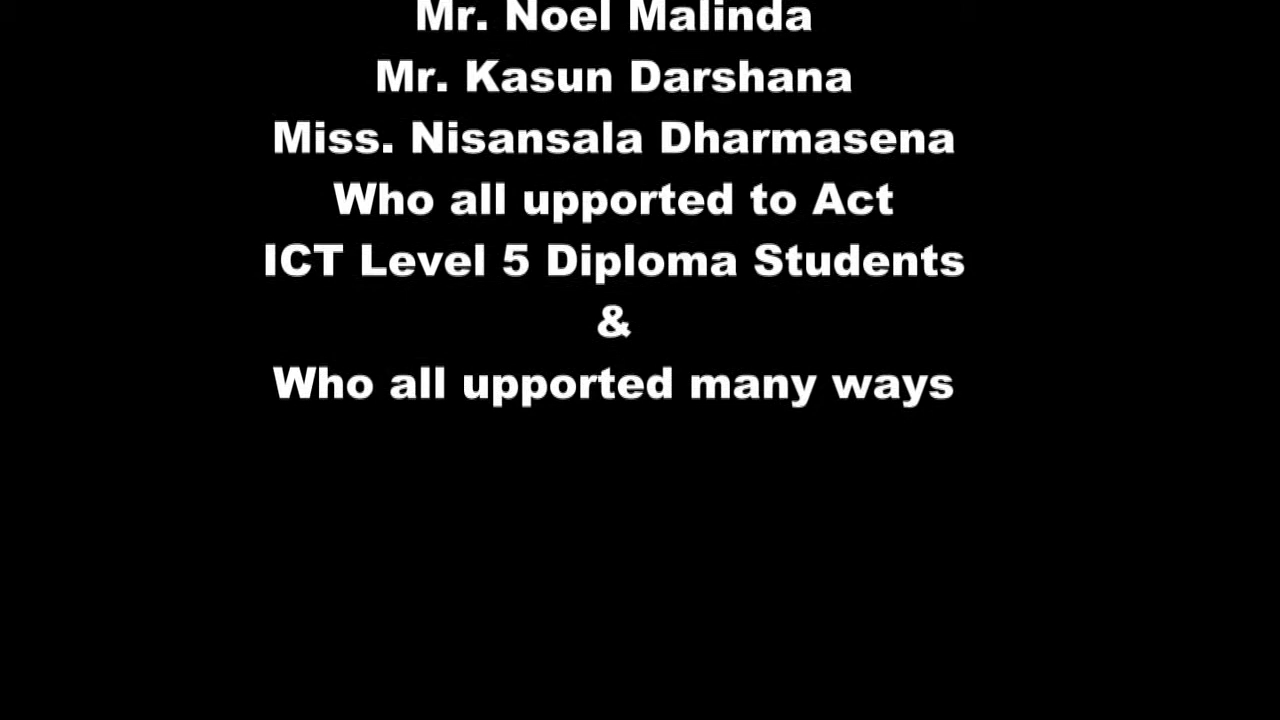 Mr. Noel Malinda
Mr. Kasun Darshana
Miss. Nisansala Dharmasena
Who all upported to Act
ICT Level 5 Diploma Students
&
Who all upported many ways